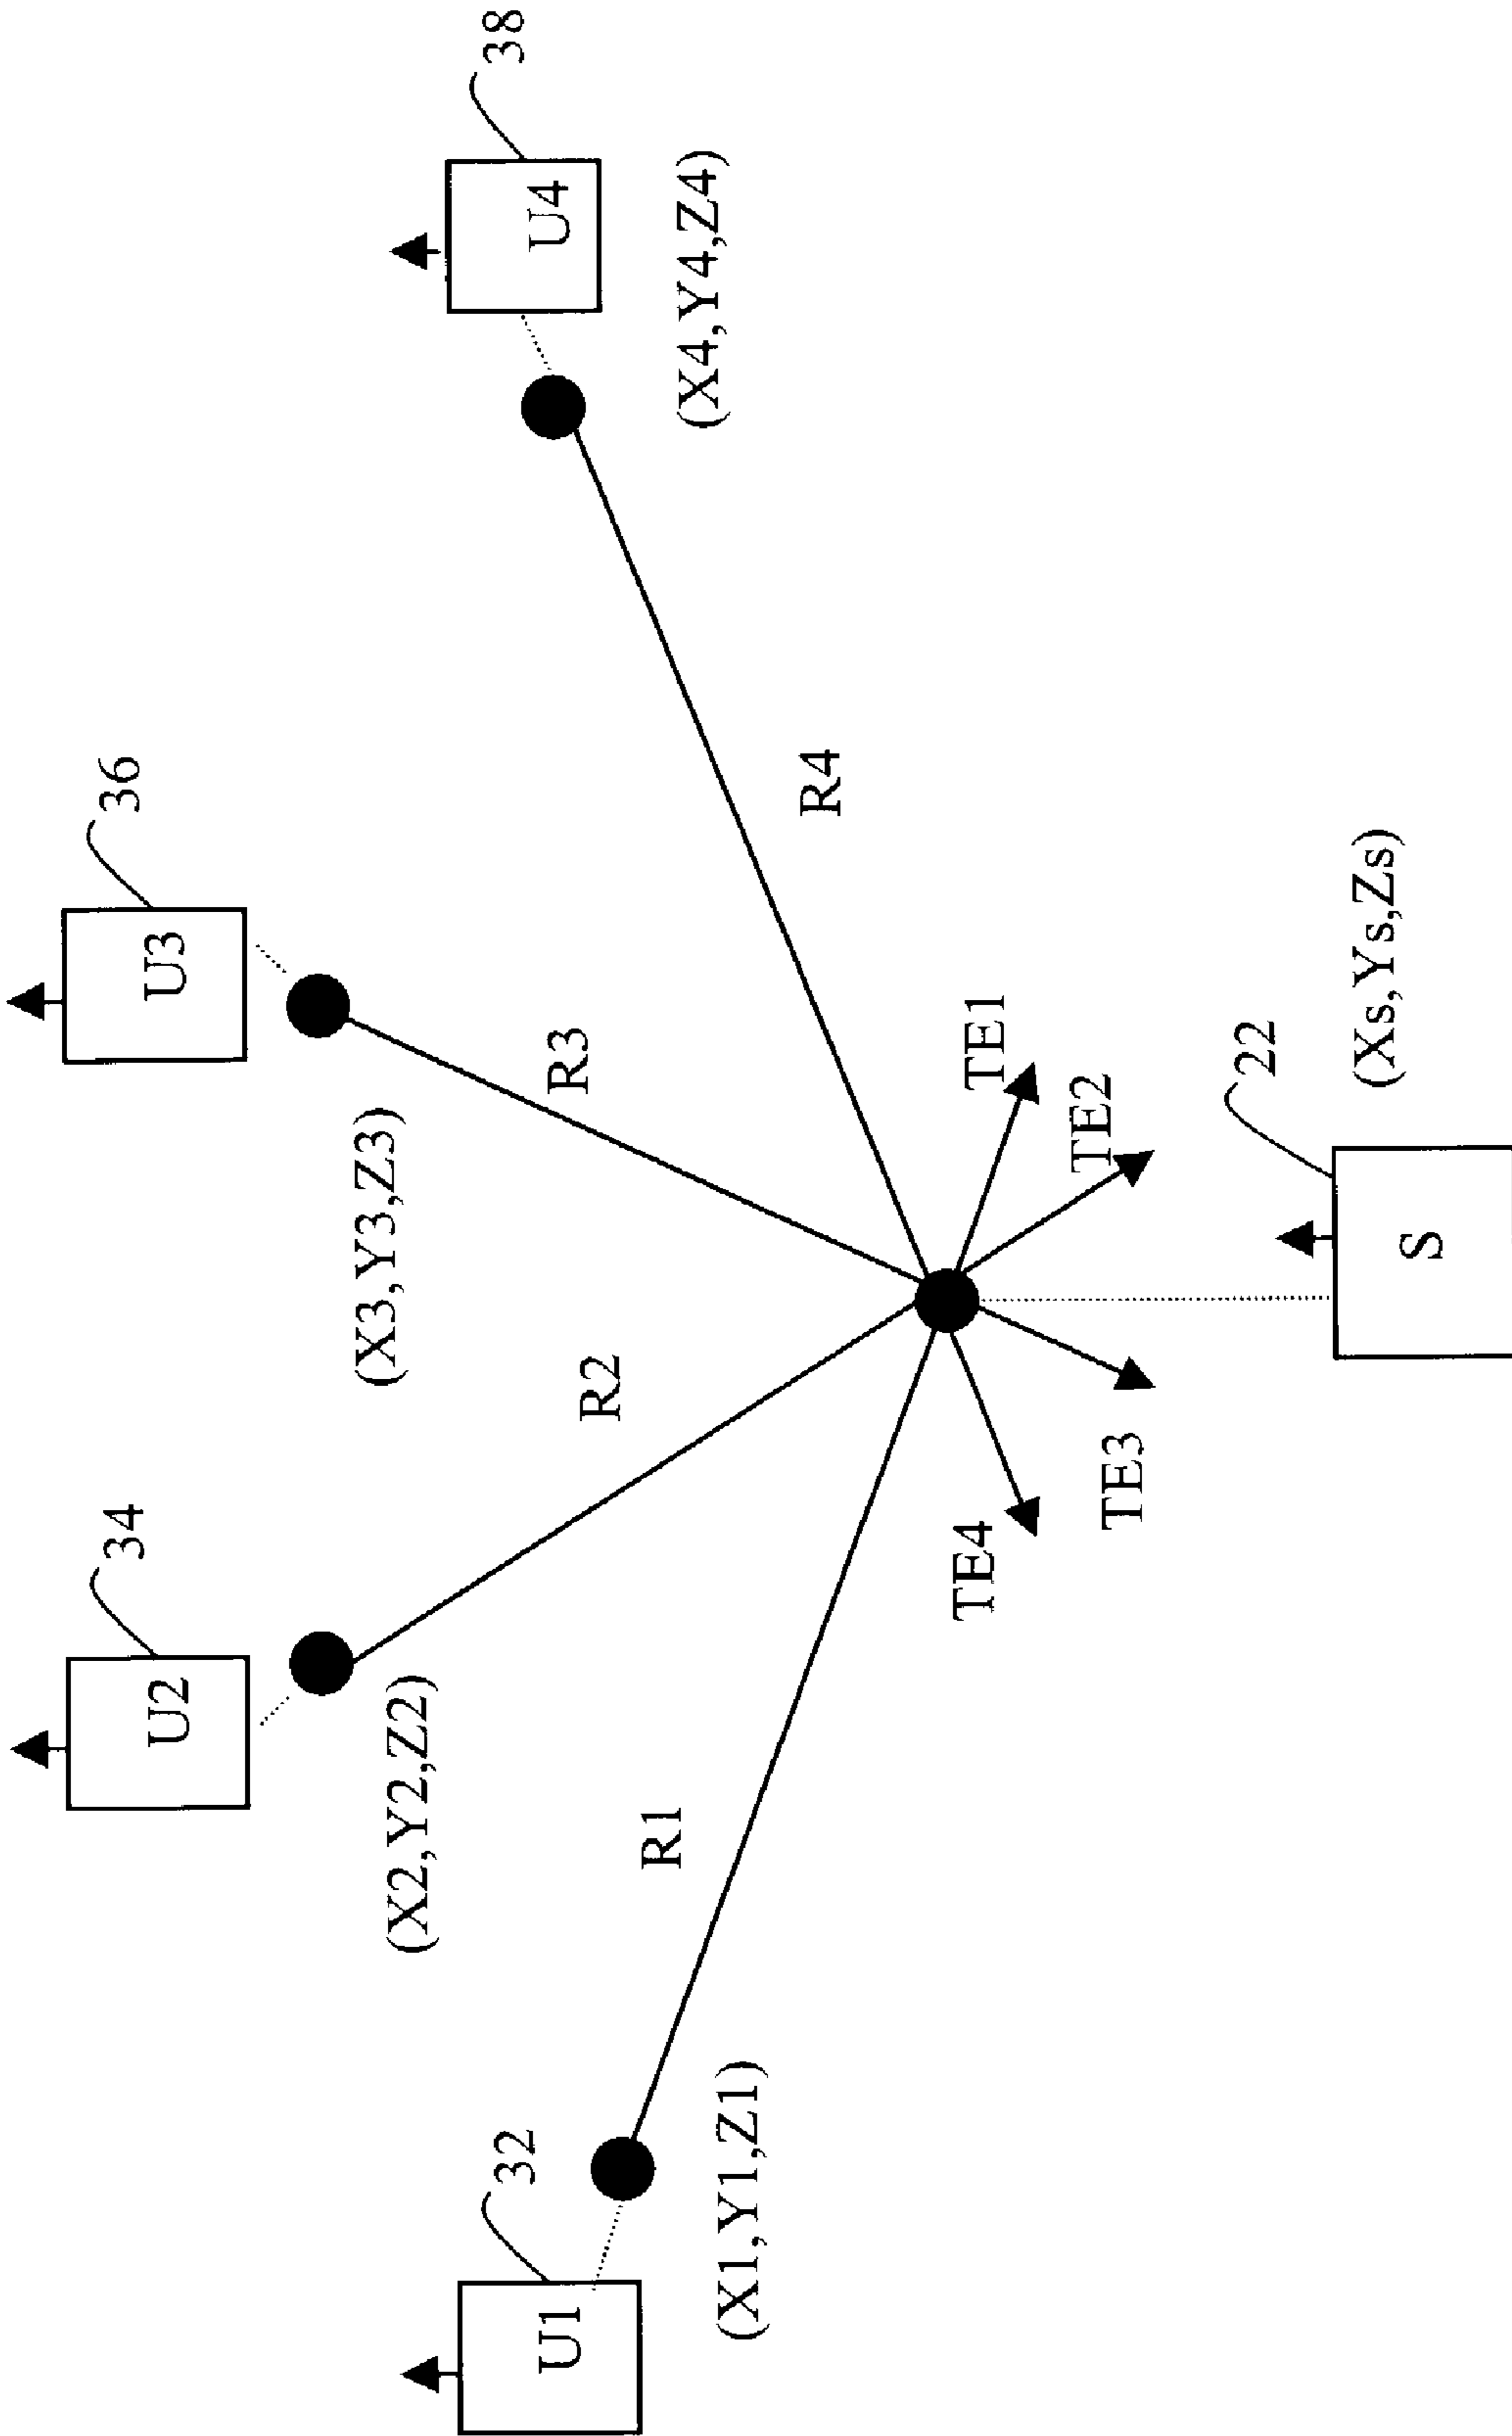 34
36
U2
U3
(X2,Y2,Z2)
(X3,Y3,Z3)
32
38
U1
U4
R2
R3
(X1,Y1,Z1)
(X4,Y4,Z4)
R1
R4
TE4
TE1
TE3
TE2
22
S
(Xs,Ys,Zs)